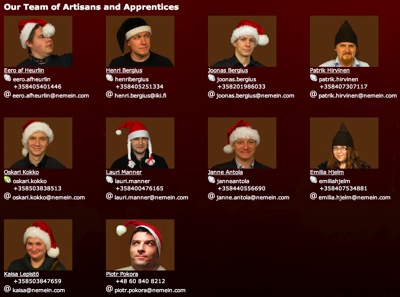 Our Team of Artisans and Apprentices
Eero af Heurlin
eero.afheurlin
+358405401446
@ eero.afheurlin@nemein.com
Henri Bergius
henribergius
+358405251334
@ henri.bergius@iki.fi
Joonas Bergius
joonas.bergius
+358201986033
@ joonas.bergius@nemein.com
Patrik Hirvinen
patrik.hirvinen
+358407307117
@ patrik.hirvinen@nemein.com
Oskari Kokko
oskari.kokko
+358503838513
@ oskari.kokko@nemein.com
Lauri Manner
lauri.manner
+358400476165
@ lauri.manner@nemein.com
Janne Antola
janneantola
+358440556690
@ janne.antola@nemein.com
Emilia Hjelm
emiliahjelm
+358407534881
@ emilia.hjelm@nemein.com
Kaisa Lepistö
+358503847659
@ kaisa@nemein.com
Piotr Pokora
+48 60 840 8212
@ piotr.pokora@nemein.com